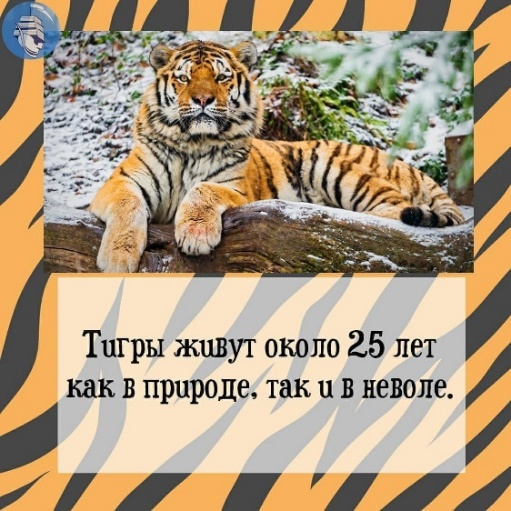 Тигры живут около 25 лет
как в природе, так и в неволе.